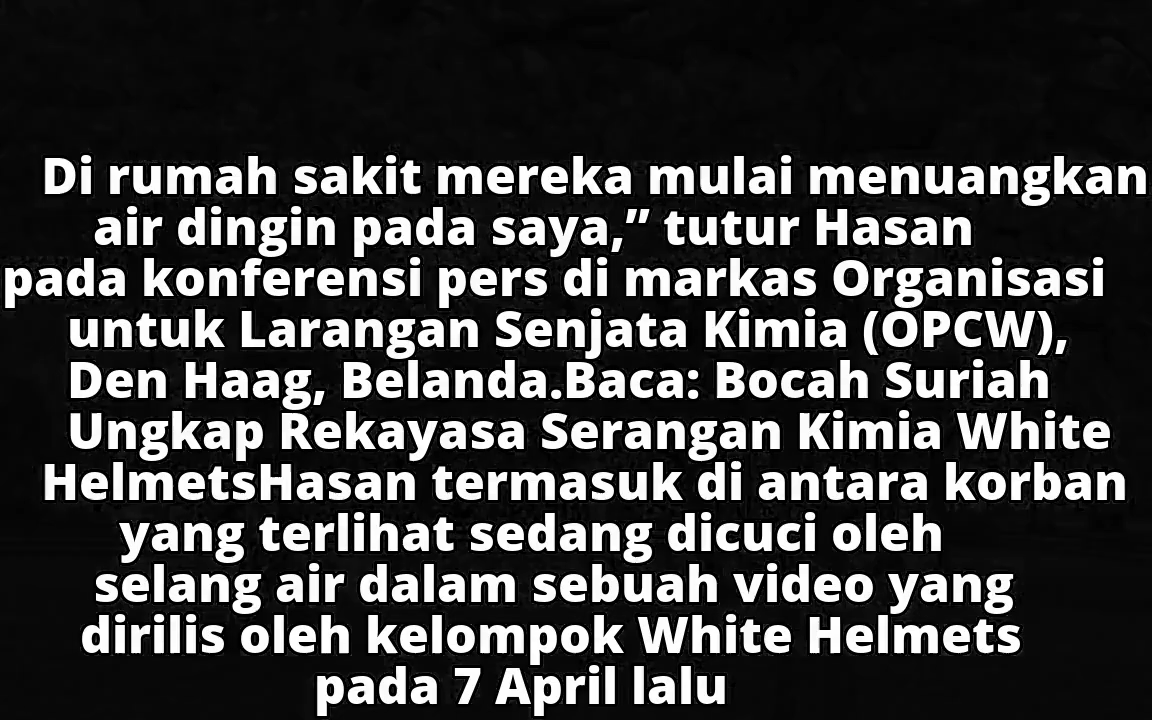 Di rumah sakit mereka mulai menuangkan
air dingin pada saya,” tutur Hasan
pada konferensi pers di markas Organisasi
untuk Larangan Senjata Kimia (OPCW),
Den Haag, Belanda.Baca: Bocah Suriah
Ungkap Rekayasa Serangan Kimia White
HelmetsHasan termasuk di antara korban
yang terlihat sedang dicuci oleh
selang air dalam sebuah video yang
dirilis oleh kelompok White Helmets
pada 7 April lalu